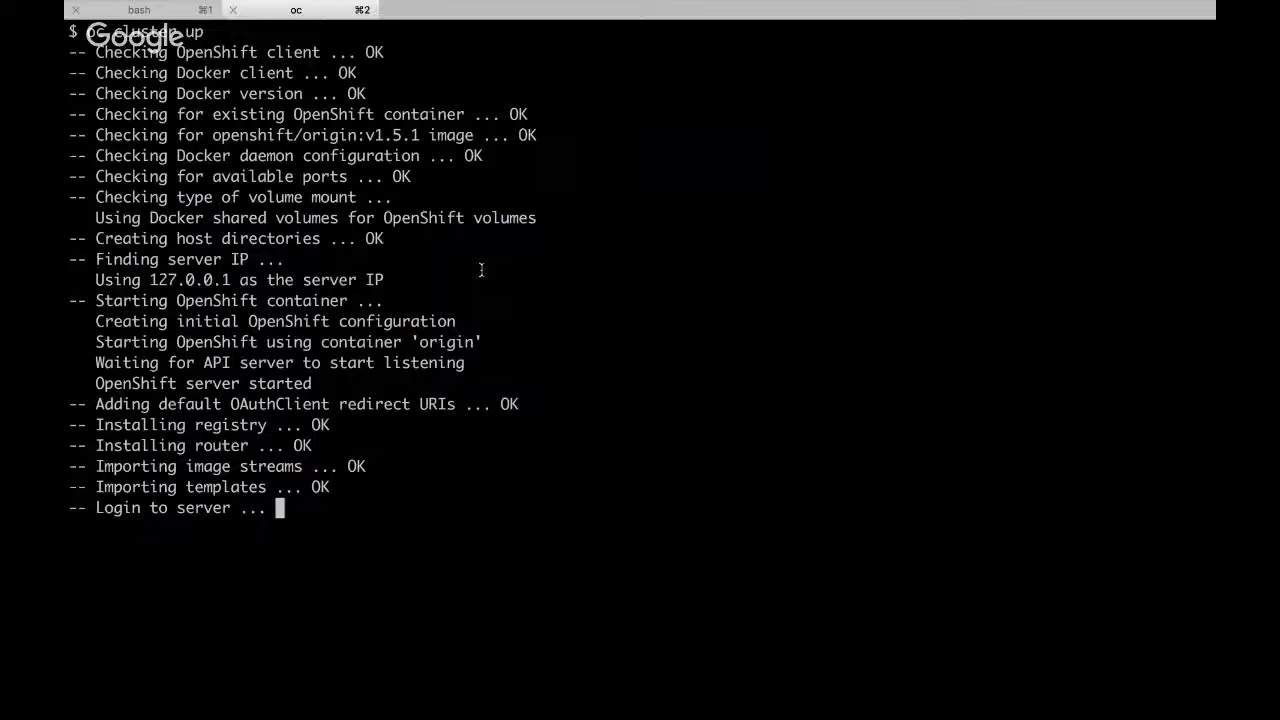 bash ⌘1 oc ⌘2
$ oc cluster up
Google
-- Checking OpenShift client ... OK
-- Checking Docker client ... OK
-- Checking Docker version ... OK
-- Checking for existing OpenShift container ... OK
-- Checking for openshift/origin:v1.5.1 image ... OK
-- Checking Docker daemon configuration ... OK
-- Checking for available ports ... OK
-- Checking type of volume mount ...
Using Docker shared volumes for OpenShift volumes
-- Creating host directories ... OK
-- Finding server IP ...
Using 127.0.0.1 as the server IP
-- Starting OpenShift container ...
Creating initial OpenShift configuration
Starting OpenShift using container 'origin'
Waiting for API server to start listening
OpenShift server started
-- Adding default OAuthClient redirect URIs ... OK
-- Installing registry ... OK
-- Installing router ... OK
-- Importing image streams ... OK
-- Importing templates ... OK
-- Login to server ...